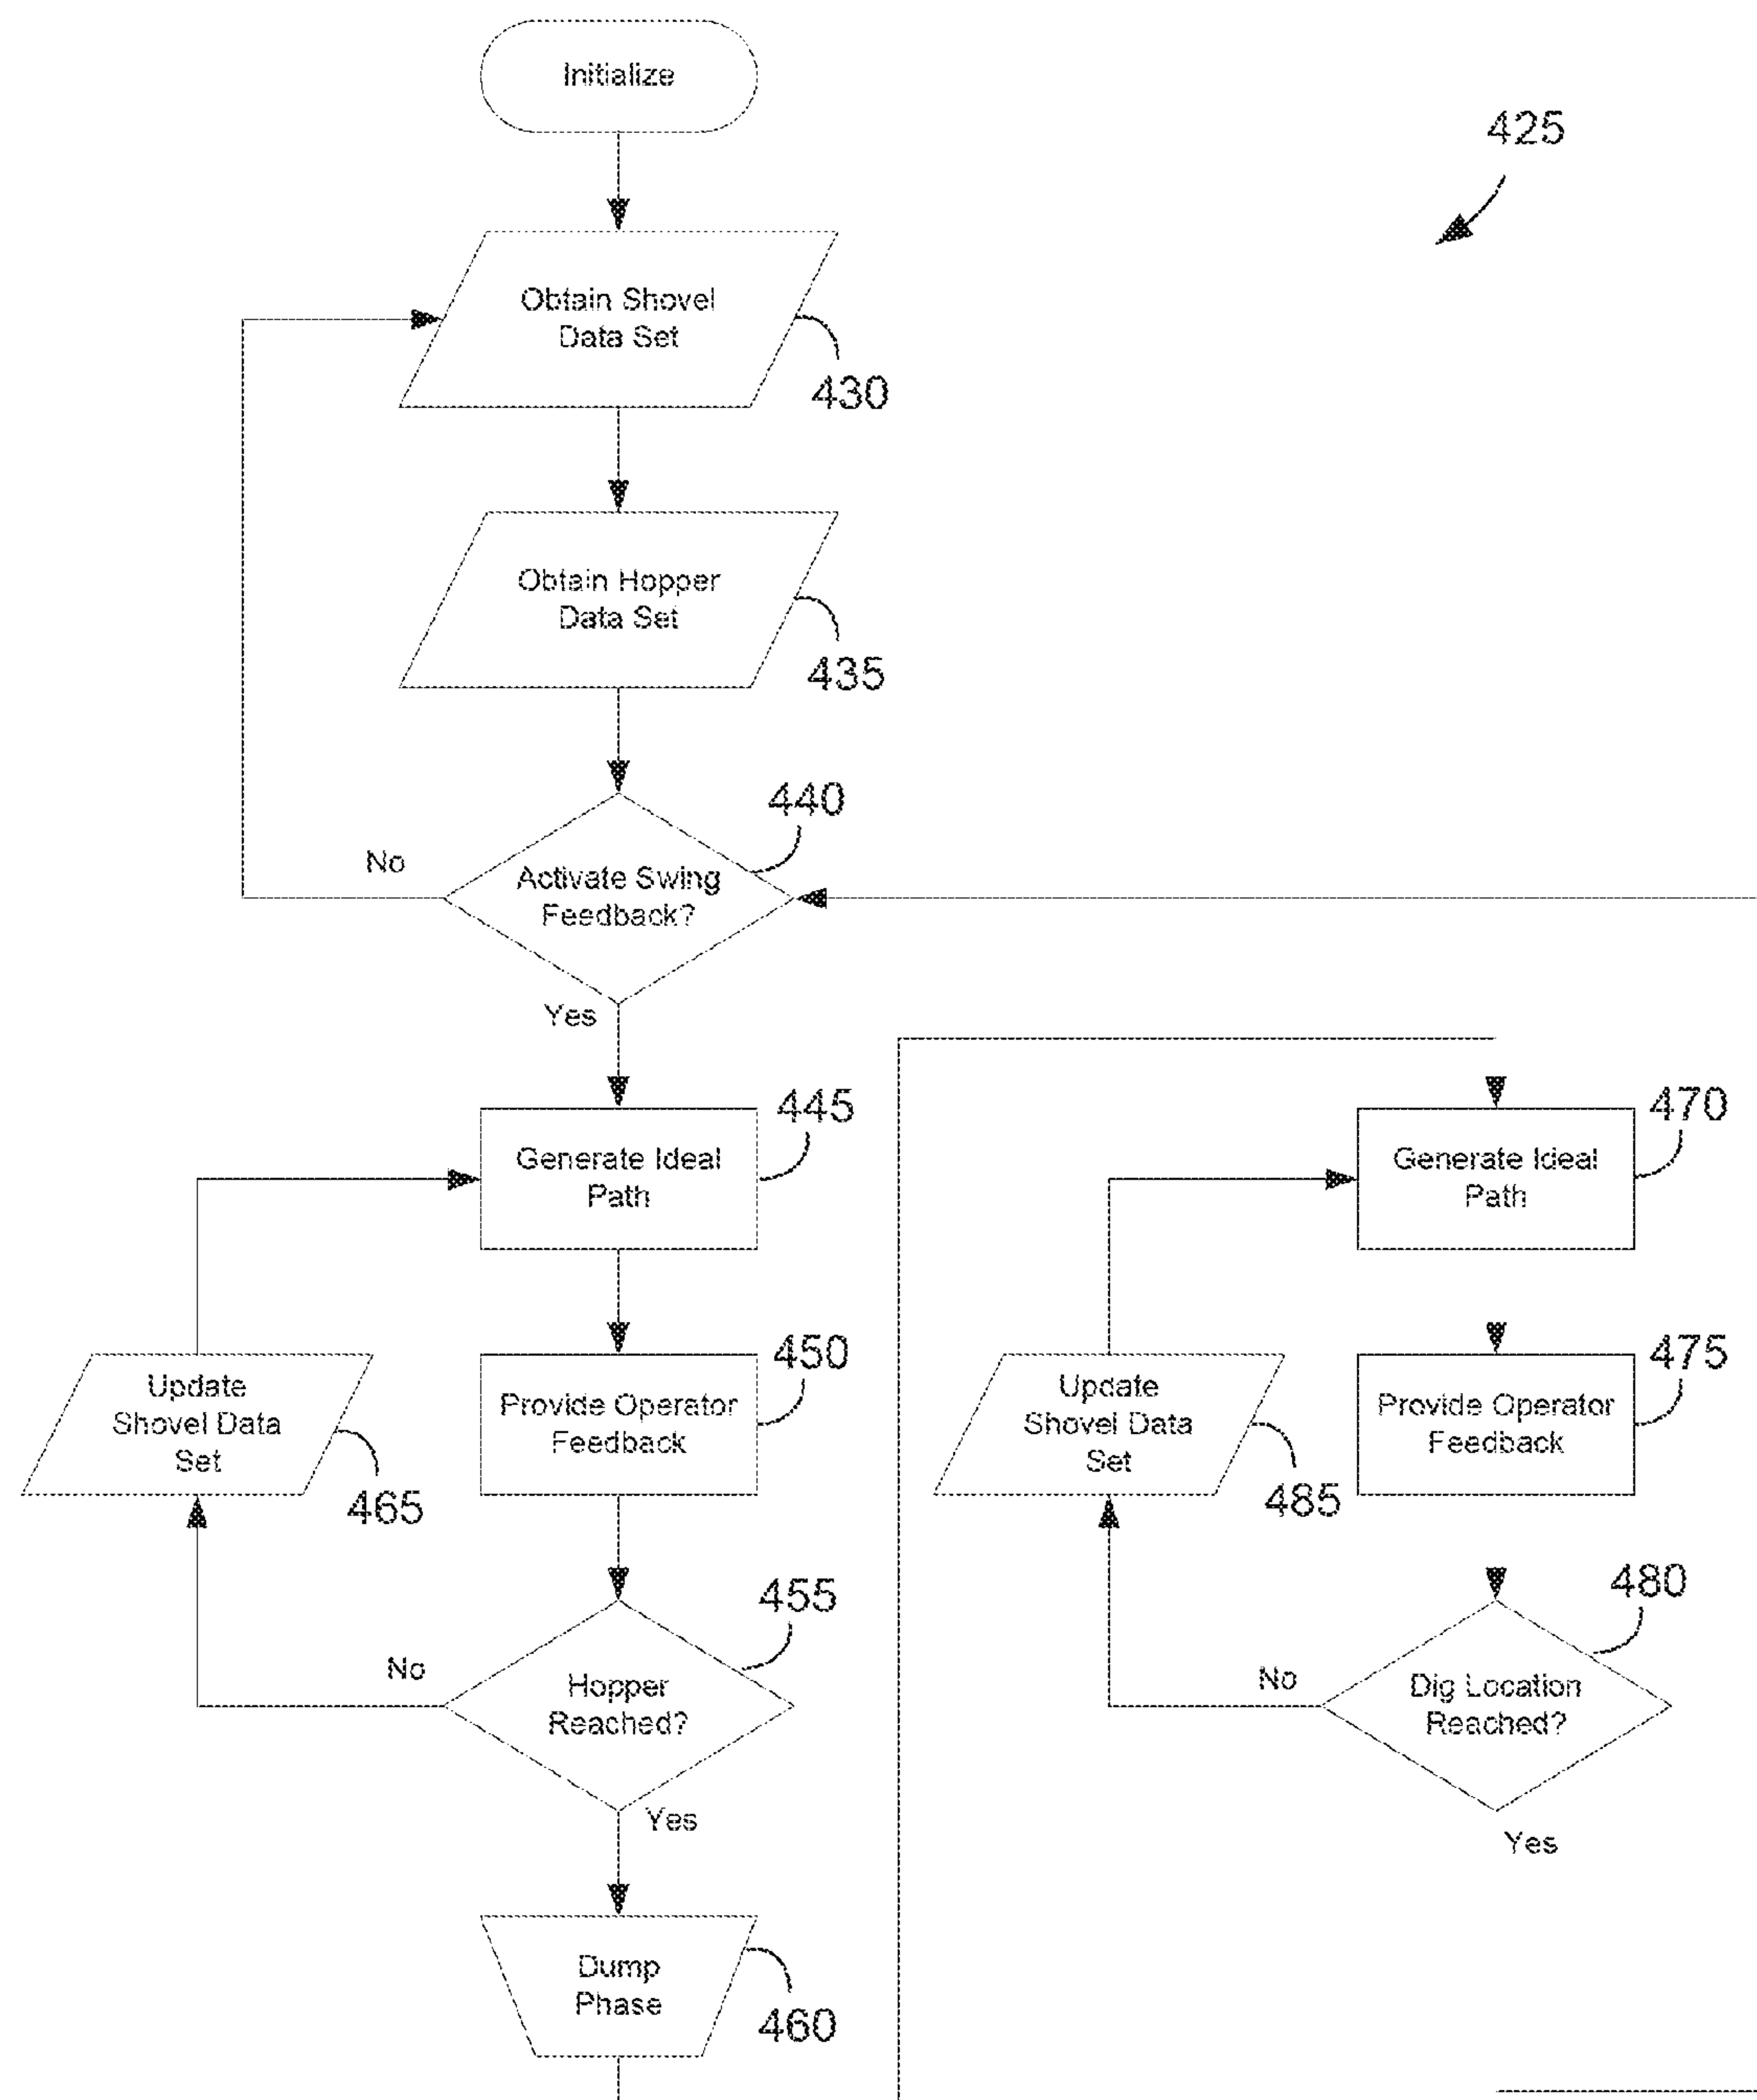 Initialize
425
Obtain Shovel
Data Set
430
Obtain Hopper
Data Set
435
440
No
Activate Swing
Feedback?
Yes
445
Generate Ideal
Path
450
Provide Operator
Feedback
Update
Shovel Data
Set
465
455
No
Hopper
Reached?
Yes
Dump
Phase
460
470
Generate Ideal
Path
475
Provide Operator
Feedback
Update
Shovel Data
Set
485
480
No
Dig Location
Reached?
Yes